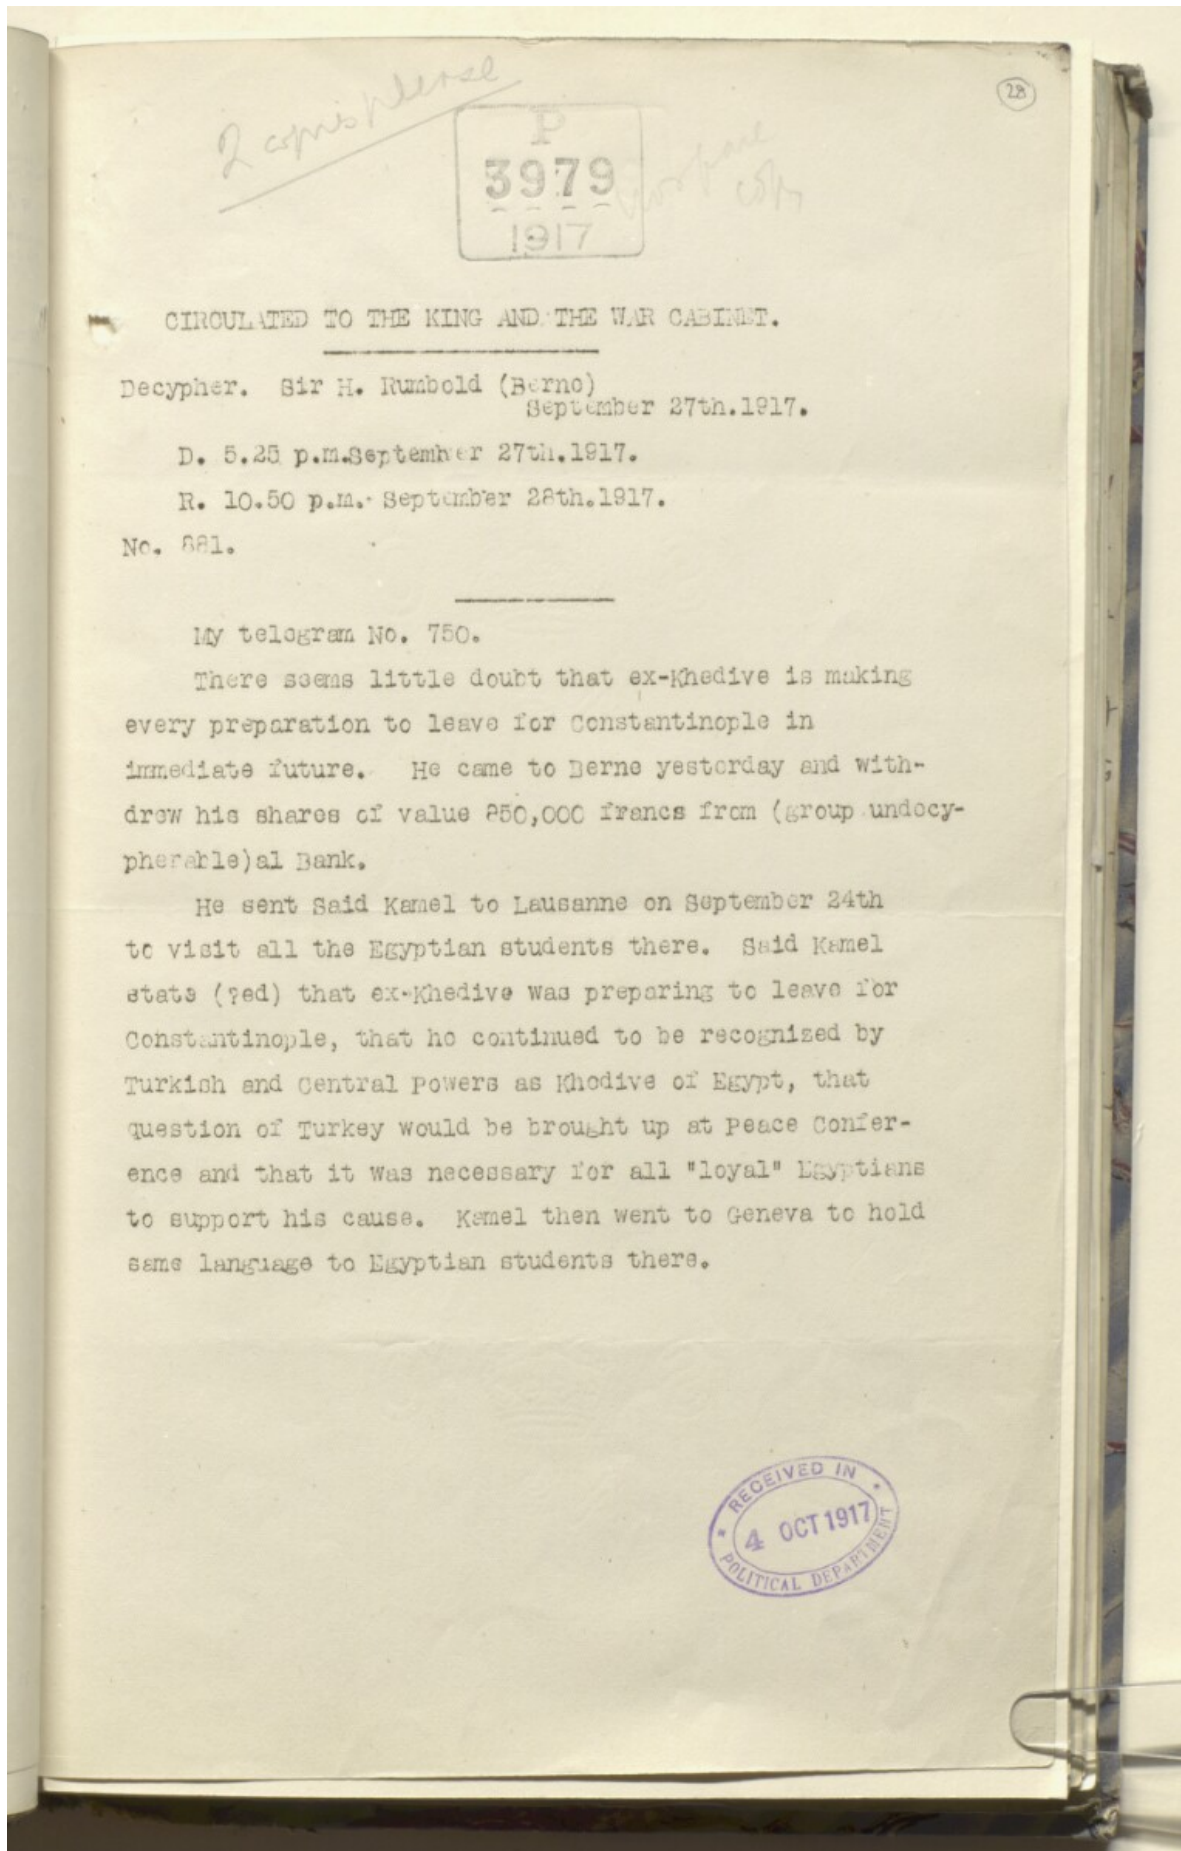 2 copies please
28
P
3979
1917
copy
CIRCULATED TO THE KING AND THE WAR CABINET.
Decypher. Sir H. Rumbold (Berne)
September 27th.1917.
D. 5.25 p.m.September 27th.1917.
R. 10.50 p.m. September 28th.1917.
No. 881.
My telegram No. 750.
There seems little doubt that ex-Khedive is making
every preparation to leave for Constantinople in
immediate future. He came to Berne yesterday and with-
drew his shares of value 850,000 francs from (group undecy-
pherable)al Bank.
He sent Said Kamel to Lausanne on September 24th
to visit all the Egyptian students there. Said Kamel
state (?ed) that ex-Khedive was preparing to leave for
Constantinople, that he continued to be recognized by
Turkish and Central Powers as Khedive of Egypt, that
question of Turkey would be brought up at Peace Confer-
ence and that it was necessary for all "loyal" Egyptians
to support his cause. Kamel then went to Geneva to hold
same language to Egyptian students there.
RECEIVED IN
4 OCT 1917
POLITICAL DEPARTMENT